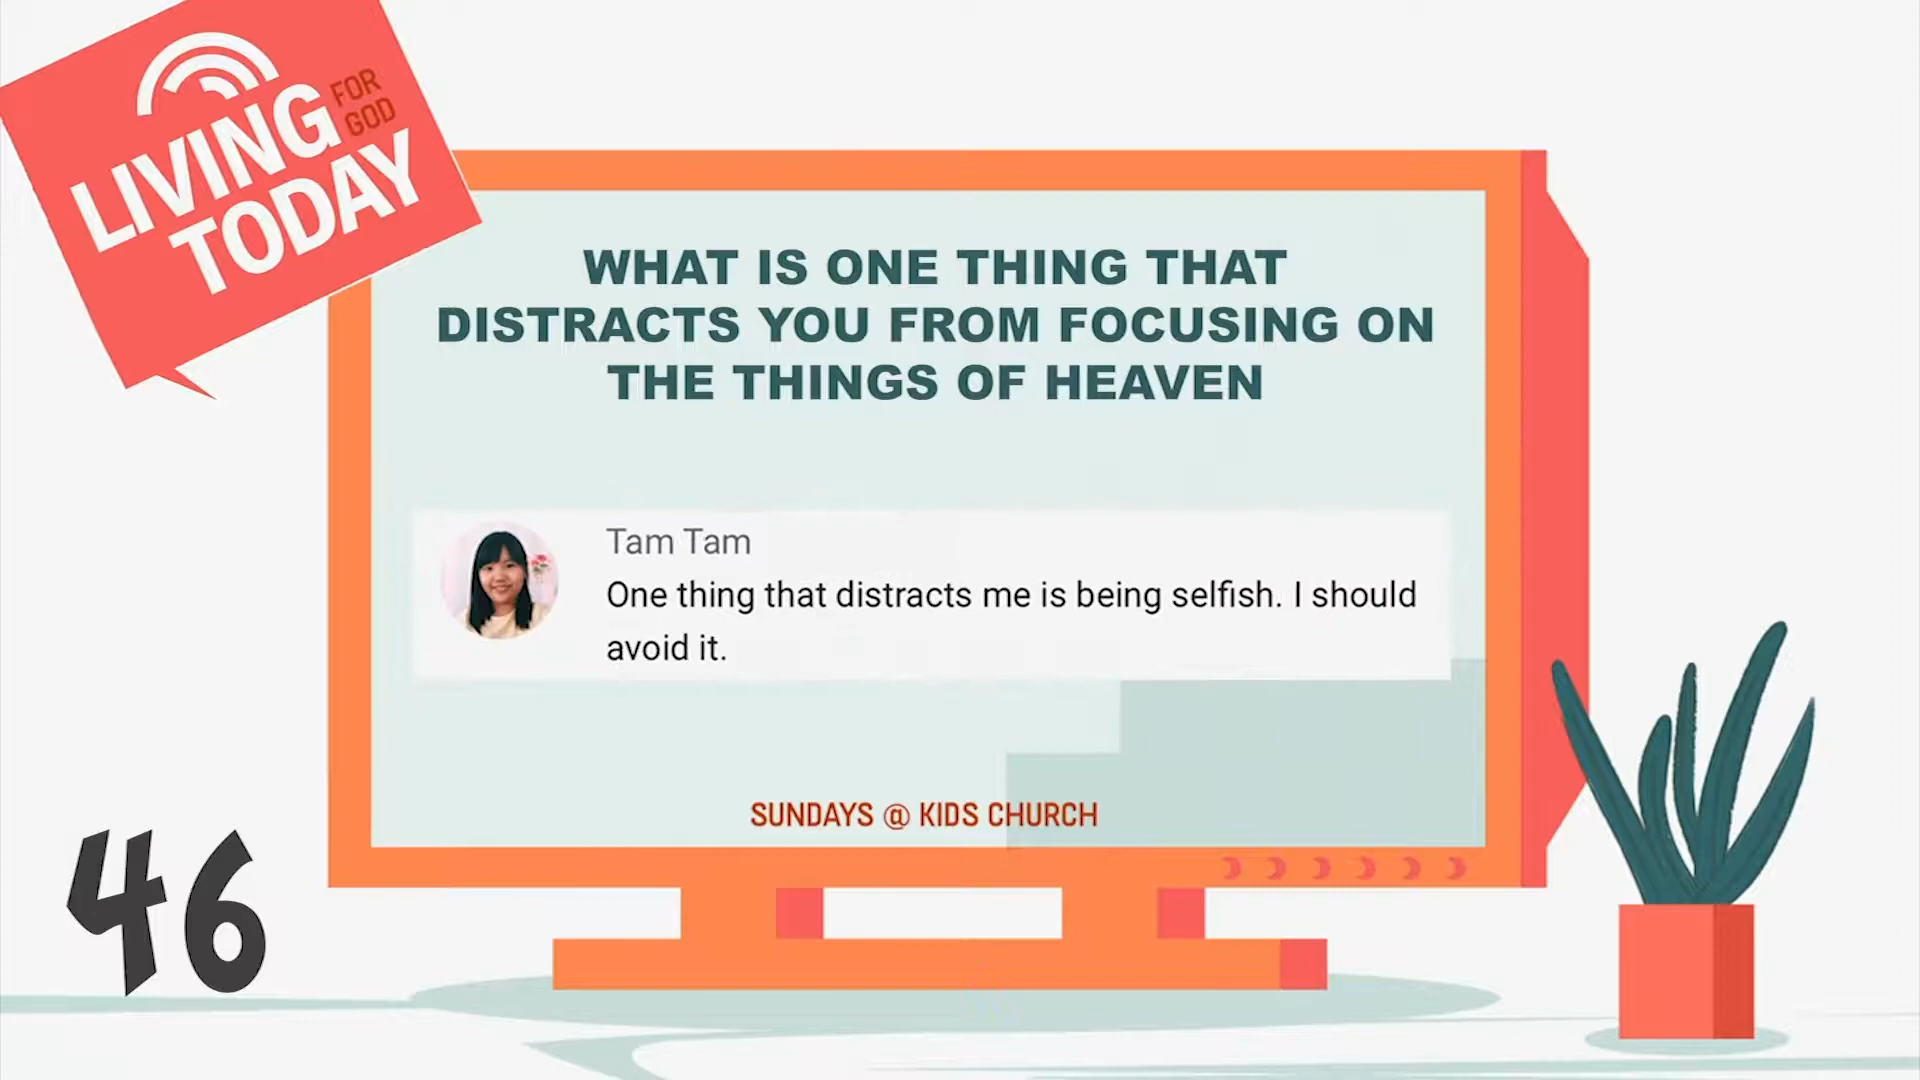 LIVING
FOR
GOD
TODAY
WHAT IS ONE THING THAT
DISTRACTS YOU FROM FOCUSING ON
THE THINGS OF HEAVEN
Tam Tam
One thing that distracts me is being selfish. I should
avoid it.
SUNDAYS @ KIDS CHURCH
46